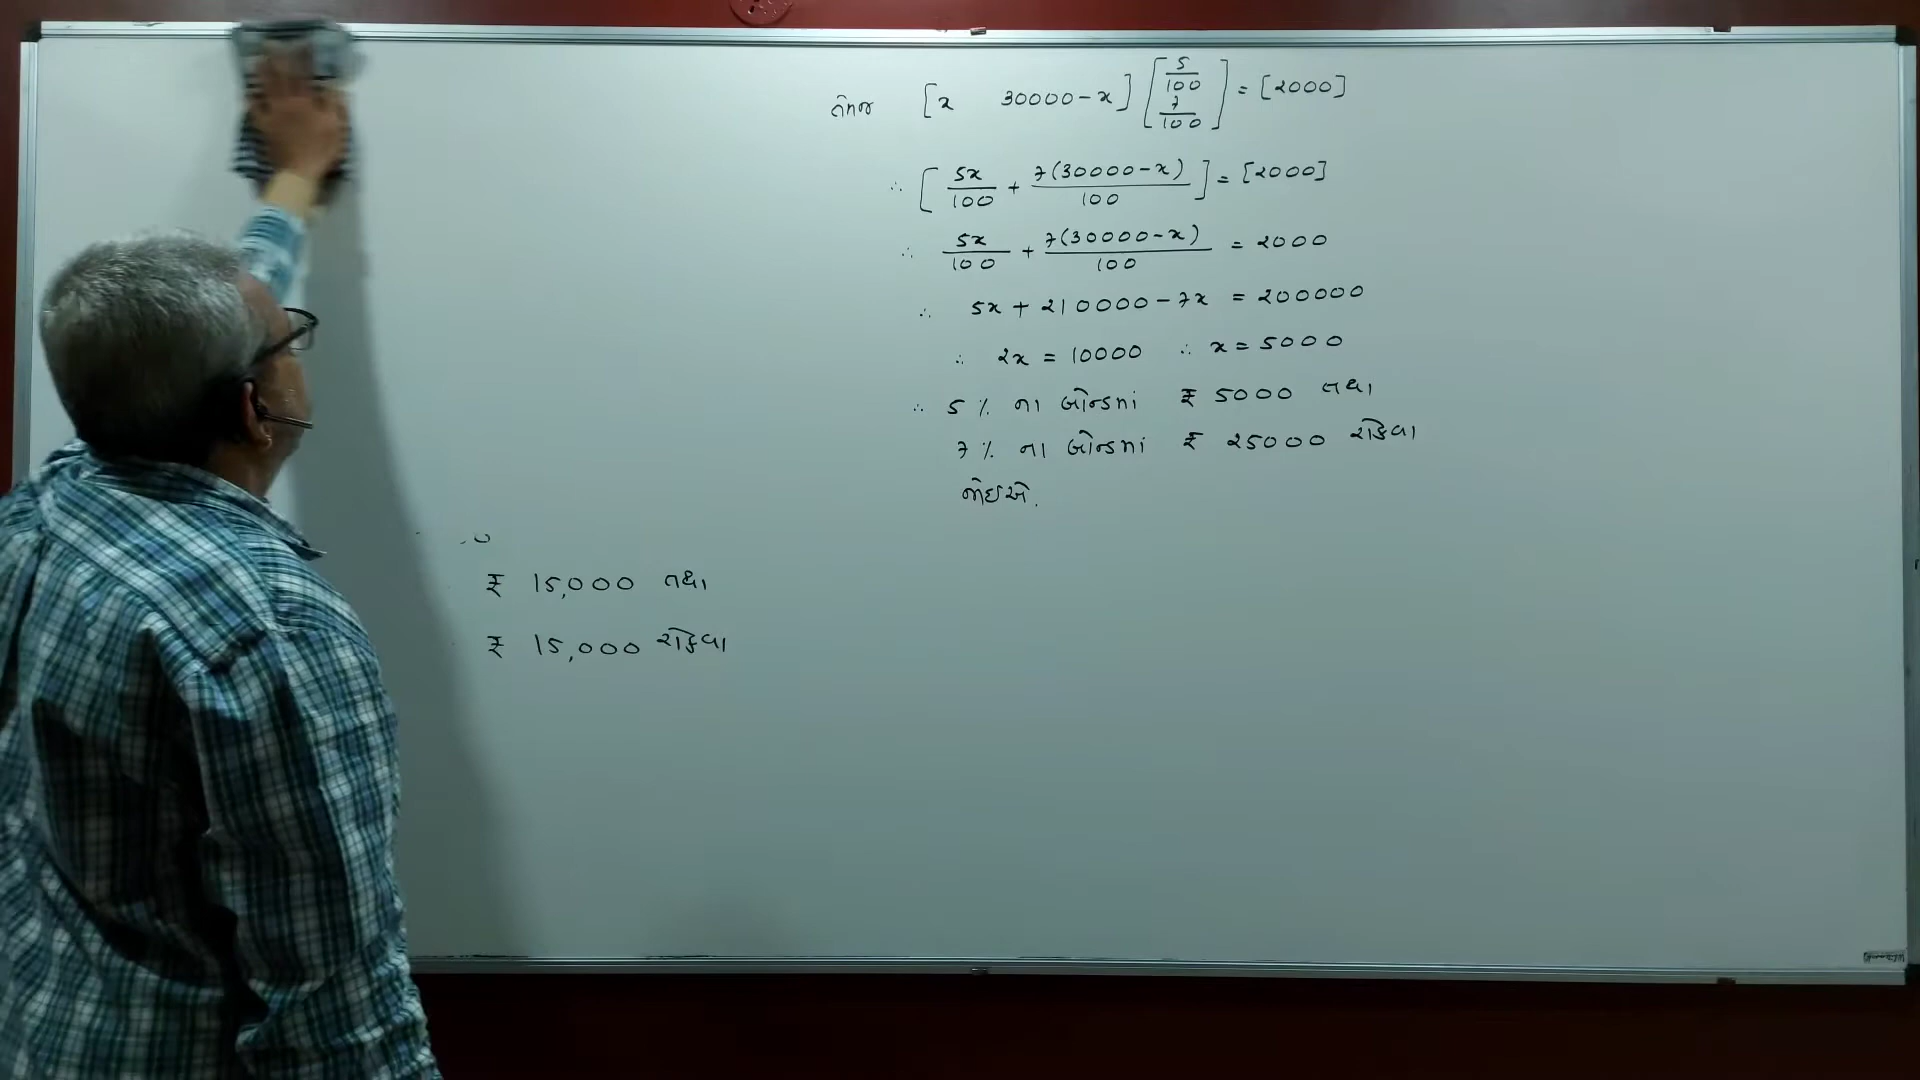 ₹ 15,000 તથા
₹ 15,000 રોકવા
તેમજ [x 30000-x] [5/100 7/100] = [2000]
∴ [5x/100 + 7(30000-x)/100] = [2000]
∴ 5x/100 + 7(30000-x)/100 = 2000
∴ 5x + 210000 - 7x = 200000
∴ 2x = 10000 ∴ x = 5000
∴ 5 % ના બોન્ડમાં ₹ 5000 તથા
7 % ના બોન્ડમાં ₹ 25000 રોકવા
જોઇએ.